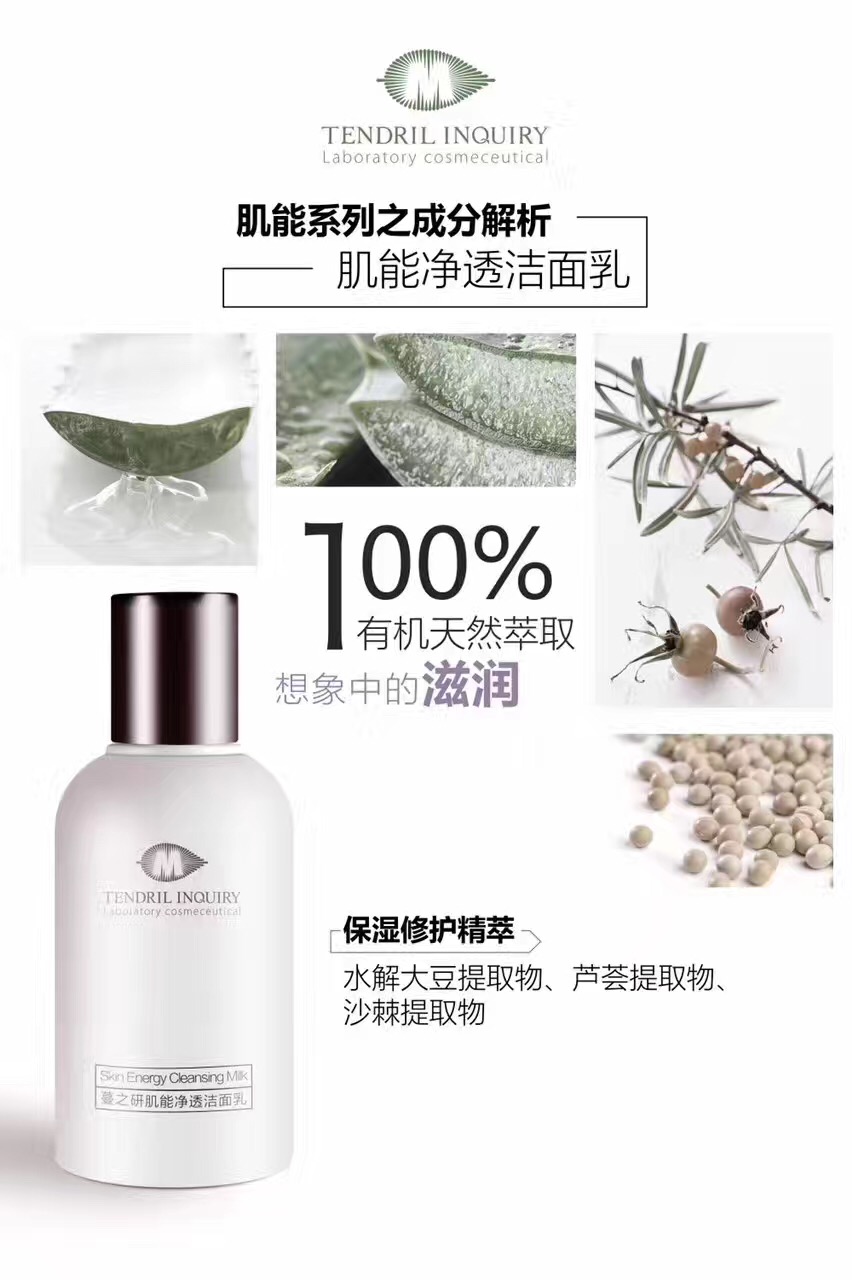 M
TENDRIL INQUIRY
Laboratory cosmeceutical
肌能系列之成分解析
肌能净透洁面乳
100%
有机天然萃取
想象中的滋润
M
TENDRIL INQUIRY
Laboratory cosmeceutical
Skin Energy Cleansing Milk
蔓之研肌能净透洁面乳
保湿修护精萃
水解大豆提取物、芦荟提取物、
沙棘提取物